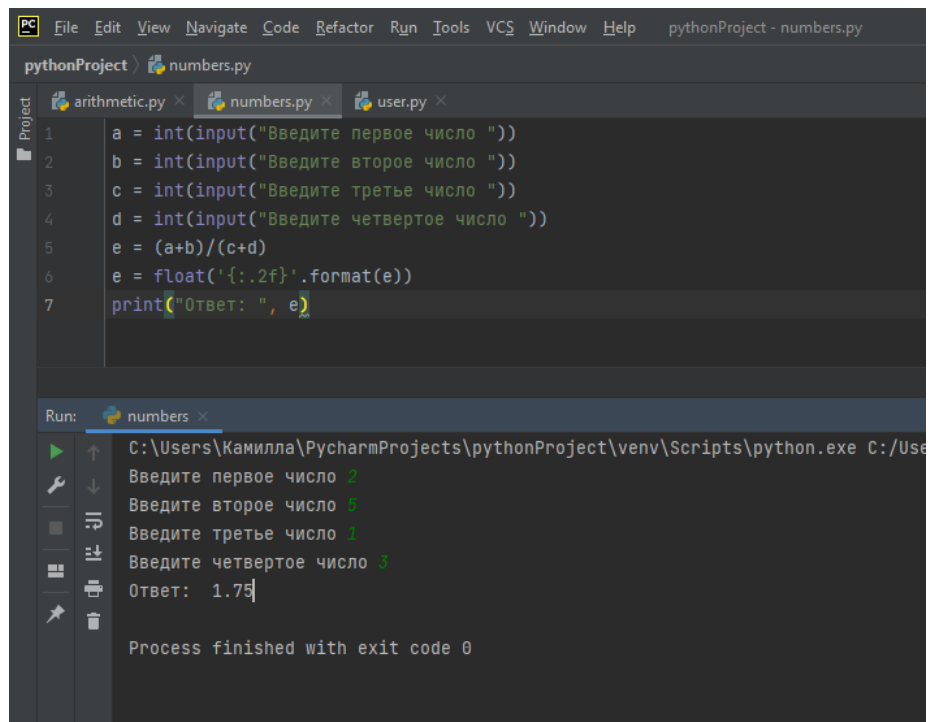 PC File Edit View Navigate Code Refactor Run Tools VCS Window Help pythonProject - numbers.py
pythonProject numbers.py
Project
arithmetic.py numbers.py user.py
1 a = int(input("Введите первое число "))
2 b = int(input("Введите второе число "))
3 c = int(input("Введите третье число "))
4 d = int(input("Введите четвертое число "))
5 e = (a+b)/(c+d)
6 e = float('{:.2f}'.format(e))
7 print("Ответ: ", e)
Run: numbers
C:\Users\Камилла\PycharmProjects\pythonProject\venv\Scripts\python.exe C:/Use
Введите первое число 2
Введите второе число 5
Введите третье число 1
Введите четвертое число 3
Ответ:  1.75
Process finished with exit code 0